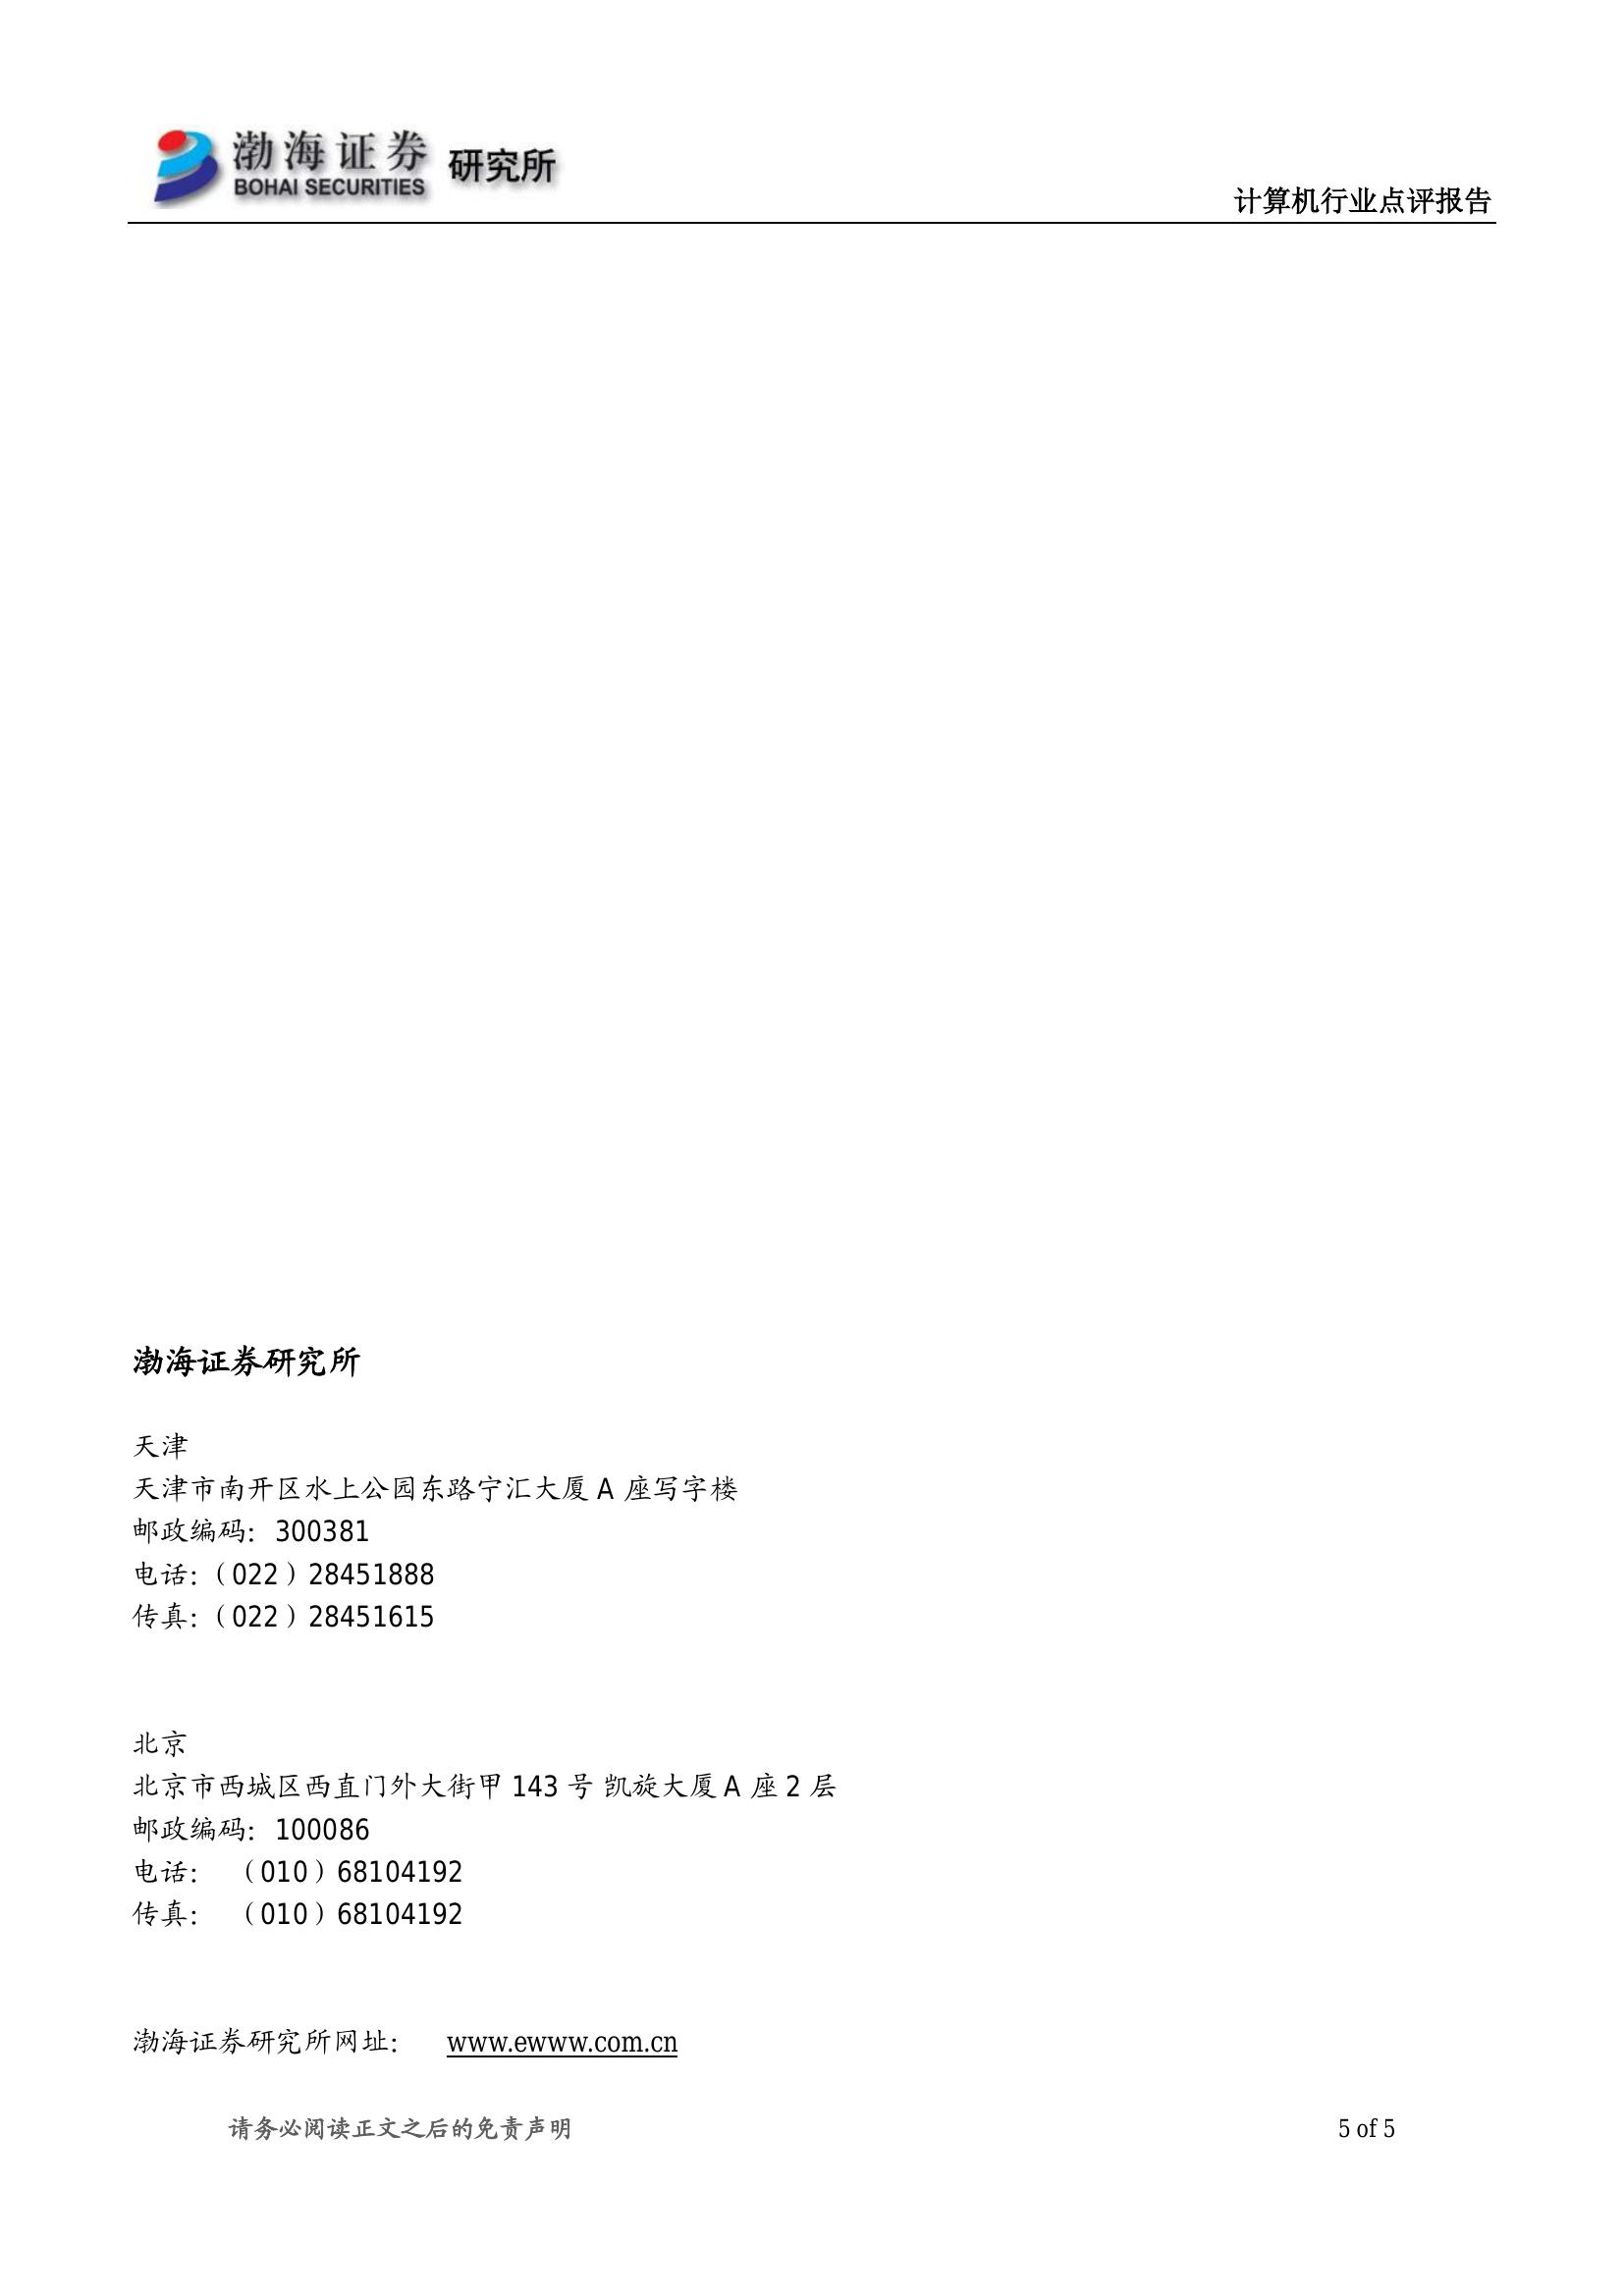 渤海证券 研究所
BOHAI SECURITIES
计算机行业点评报告
渤海证券研究所
天津
天津市南开区水上公园东路宁汇大厦 A 座写字楼
邮政编码：300381
电话：（022）28451888
传真：（022）28451615
北京
北京市西城区西直门外大街甲 143 号 凯旋大厦 A 座 2 层
邮政编码：100086
电话： （010）68104192
传真： （010）68104192
渤海证券研究所网址： www.ewww.com.cn
请务必阅读正文之后的免责声明 5 of 5